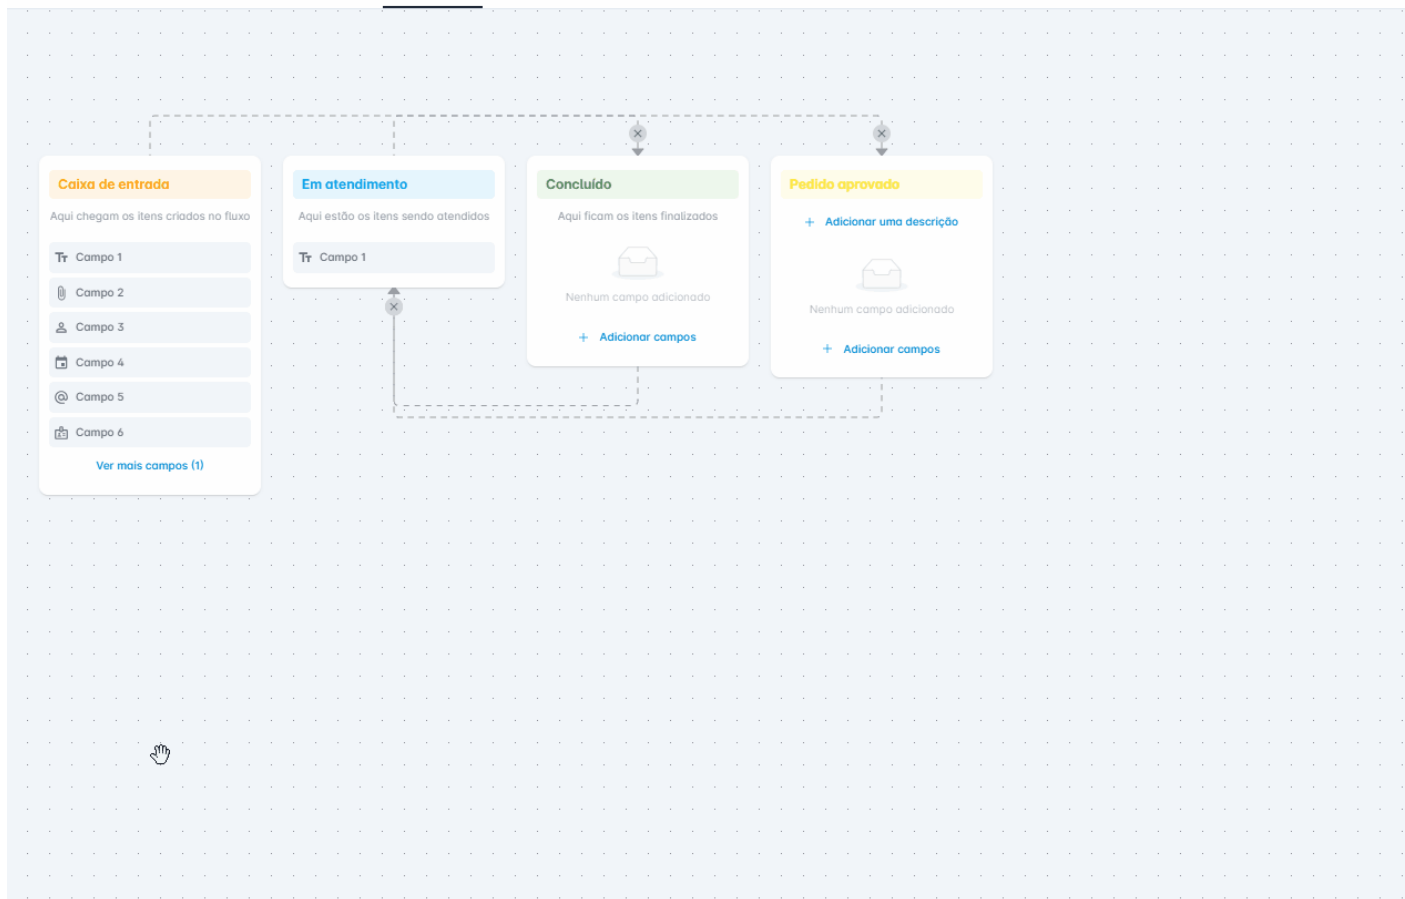 Caixa de entrada
Aqui chegam os itens criados no fluxo
Campo 1
Campo 2
Campo 3
Campo 4
Campo 5
Campo 6
Ver mais campos (1)
Em atendimento
Aqui estão os itens sendo atendidos
Campo 1
Concluído
Aqui ficam os itens finalizados
Nenhum campo adicionado
+ Adicionar campos
Pedido aprovado
+ Adicionar uma descrição
Nenhum campo adicionado
+ Adicionar campos